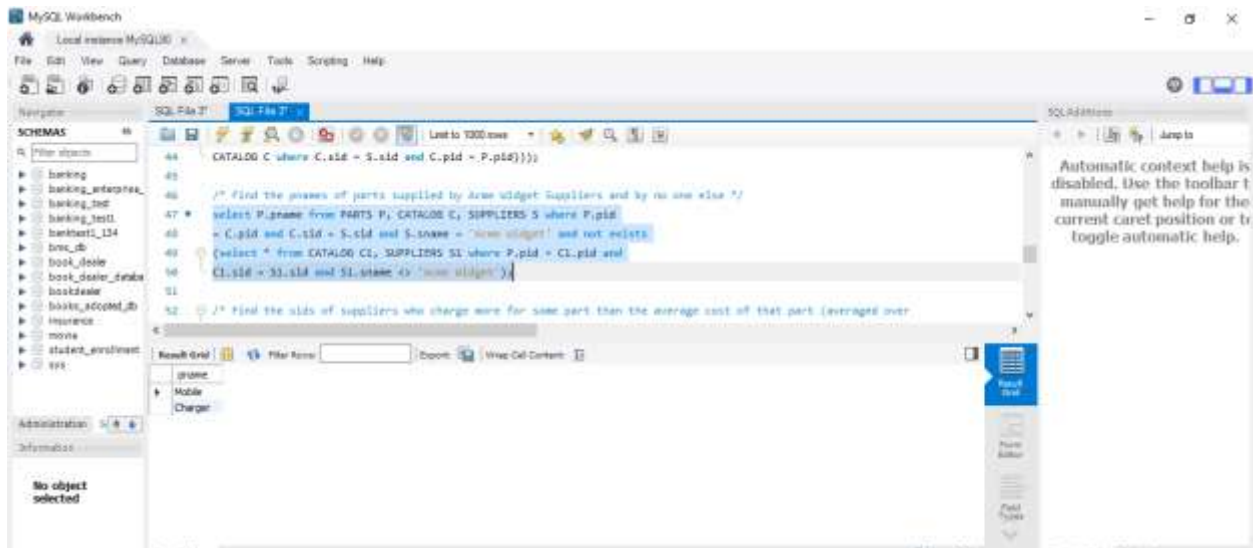 MySQL Workbench
Local instance MySQL80
File Edit View Query Database Server Tools Scripting Help
Navigator
SQL File 3*
SQLAdditions
SCHEMAS
Filter objects
Limit to 1000 rows
Jump to
banking
banking_enterprise_
banking_test
banking_test1
banktest1_134
bms_db
book_dealer
book_dealer_databa
bookdealer
books_adopted_db
insurance
movie
student_enrollment
sys
44 CATALOG C where C.sid = S.sid and C.pid = P.pid)));
45
46 /* Find the pnames of parts supplied by Acme Widget Suppliers and by no one else */
47 select P.pname from PARTS P, CATALOG C, SUPPLIERS S where P.pid
48 = C.pid and C.sid = S.sid and S.sname = 'Acme Widget' and not exists
49 (select * from CATALOG C1, SUPPLIERS S1 where P.pid = C1.pid and
50 C1.sid = S1.sid and S1.sname <> 'Acme Widget');
51
52 /* Find the sids of suppliers who charge more for some part than the average cost of that part (averaged over
Automatic context help is
disabled. Use the toolbar t
manually get help for the
current caret position or to
toggle automatic help.
Result Grid Filter Rows: Export: Wrap Cell Content:
pname
Mobile
Charger
Result
Grid
Form
Editor
Field
Types
Administration
Information
No object
selected